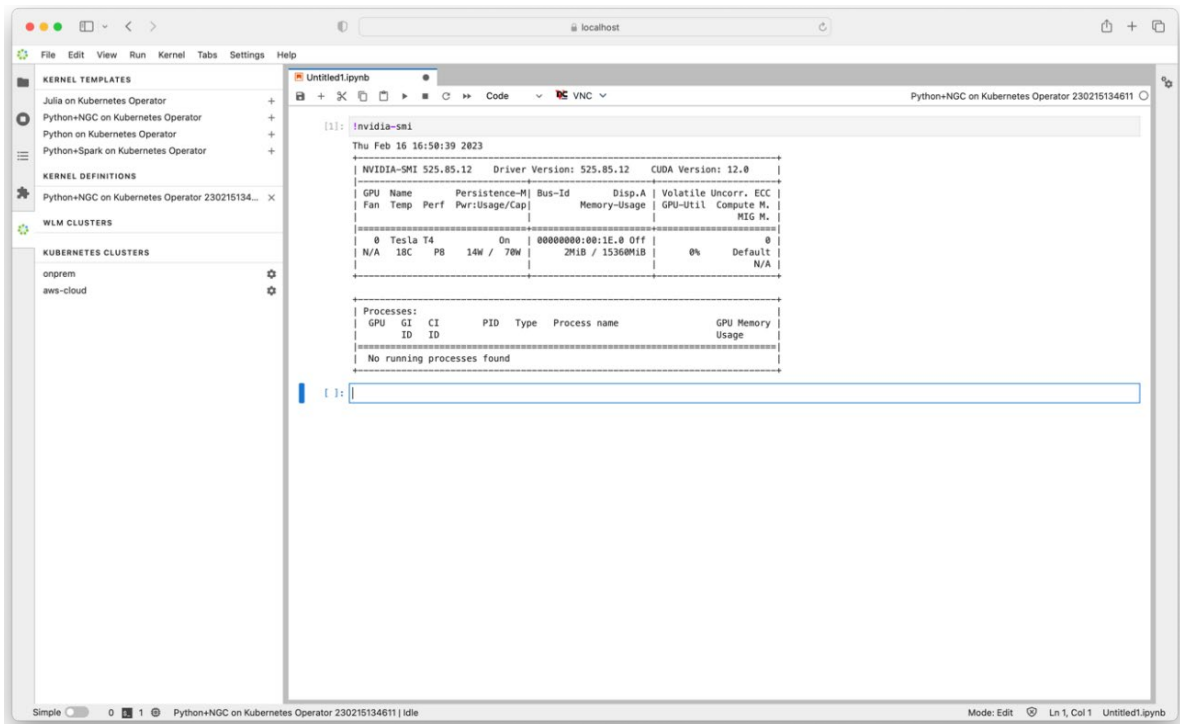 localhost
File Edit View Run Kernel Tabs Settings Help
KERNEL TEMPLATES
Julia on Kubernetes Operator +
Python+NGC on Kubernetes Operator +
Python on Kubernetes Operator +
Python+Spark on Kubernetes Operator +
KERNEL DEFINITIONS
Python+NGC on Kubernetes Operator 230215134... ×
WLM CLUSTERS
KUBERNETES CLUSTERS
onprem
aws-cloud
Untitled1.ipynb
Code VNC Python+NGC on Kubernetes Operator 230215134611
[1]: !nvidia-smi
Thu Feb 16 16:50:39 2023
+-----------------------------------------------------------------------------+
| NVIDIA-SMI 525.85.12    Driver Version: 525.85.12    CUDA Version: 12.0     |
|-------------------------------+----------------------+----------------------+
| GPU  Name        Persistence-M| Bus-Id        Disp.A | Volatile Uncorr. ECC |
| Fan  Temp  Perf  Pwr:Usage/Cap|         Memory-Usage | GPU-Util  Compute M. |
|                               |                      |               MIG M. |
|===============================+======================+======================|
|   0  Tesla T4            On   | 00000000:00:1E.0 Off |                    0 |
| N/A   18C    P8    14W /  70W |      2MiB / 15360MiB |      0%      Default |
|                               |                      |                  N/A |
+-------------------------------+----------------------+----------------------+
+-----------------------------------------------------------------------------+
| Processes:                                                                  |
|  GPU   GI   CI        PID   Type   Process name                  GPU Memory |
|        ID   ID                                                   Usage      |
|=============================================================================|
|  No running processes found                                                 |
+-----------------------------------------------------------------------------+
[ ]:
Simple 0 1 Python+NGC on Kubernetes Operator 230215134611 | Idle Mode: Edit Ln 1, Col 1 Untitled1.ipynb